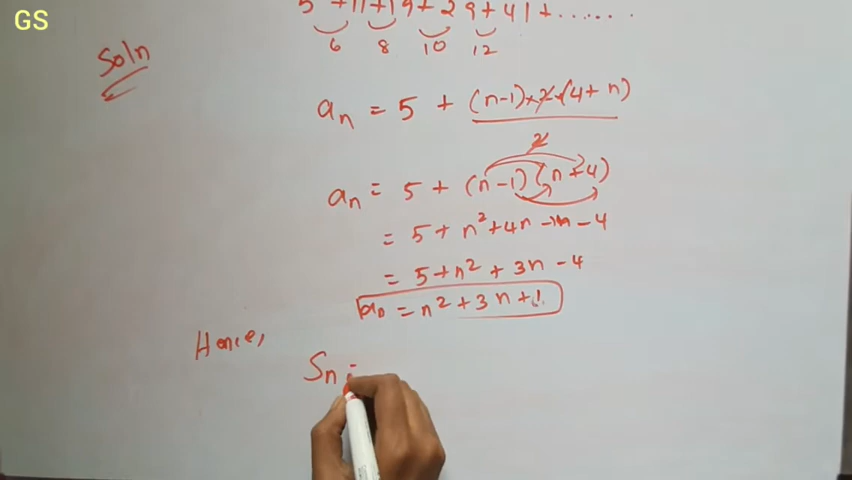 GS
5 + 11 + 19 + 29 + 41 + .......
6 8 10 12
Soln
aₙ = 5 + (n-1)×2×(4+n)
2
aₙ = 5 + (n-1)(n+4)
= 5 + n² + 4n - 1n - 4
= 5 + n² + 3n - 4
aₙ = n² + 3n + 1
Hence,
Sₙ =